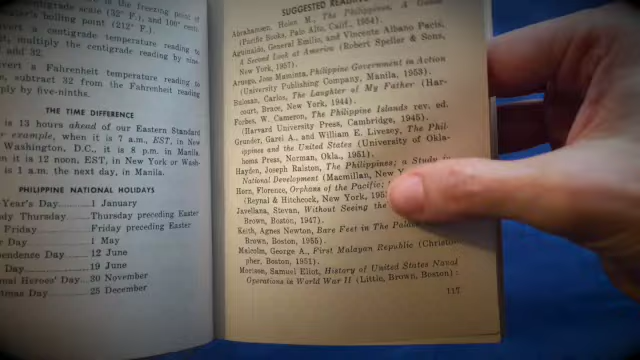 the freezing point of
centigrade scale (32° F.), and 100° cent.
boiling point (212° F.)
a centigrade temperature reading to
multiply the centigrade reading by nine-
and 32.
a Fahrenheit temperature reading to
subtract 32 from the Fahrenheit reading
by five-ninths.
THE TIME DIFFERENCE
is 13 hours ahead of our Eastern Standard
example, when it is 7 a.m., EST, in New
Washington, D.C., it is 8 p.m. in Manila.
it is 12 noon, EST, in New York or Wash-
is 1 a.m. the next day, in Manila.
PHILIPPINE NATIONAL HOLIDAYS
Year's Day 1 January
Thursday Thursday preceding Easter
Friday Friday preceding Easter
Day 1 May
Day 12 June
Day 19 June
Heroes' Day 30 November
Day 25 December
SUGGESTED
Abrahamsen, Helen M., The Philippines, A
(Pacific Books, Palo Alto, Calif., 1954).
Aguinaldo, General Emilio, and Vincente Albano Pacis,
A Second Look at America (Robert Speller & Sons,
New York, 1957).
Arango, Jose Mamonta, Philippine Government in Action
(University Publishing Company, Manila, 1953).
Bulosan, Carlos, The Laughter of My Father (Har-
court, Brace, New York, 1944).
Forbes, W. Cameron, The Philippine Islands rev. ed.
(Harvard University Press, Cambridge, 1945).
Grunder, Garel A., and William E. Livesey, The Phil-
ippines and the United States (University of Okla-
homa Press, Norman, Okla., 1951).
Hayden, Joseph Ralston, The Philippines; a Study in
National Development (Macmillan, New
Horn, Florence, Orphans of the Pacific;
(Reynal & Hitchcock, New York,
Javellana, Stevan, Without Seeing the
Brown, Boston, 1947).
Keith, Agnes Newton, Bare Feet in The
Brown, Boston, 1955).
Malcolm, George A., First Malayan Republic (Christo-
pher, Boston, 1951).
Morison, Samuel Eliot, History of United States Naval
Operations in World War II (Little, Brown, Boston):
117